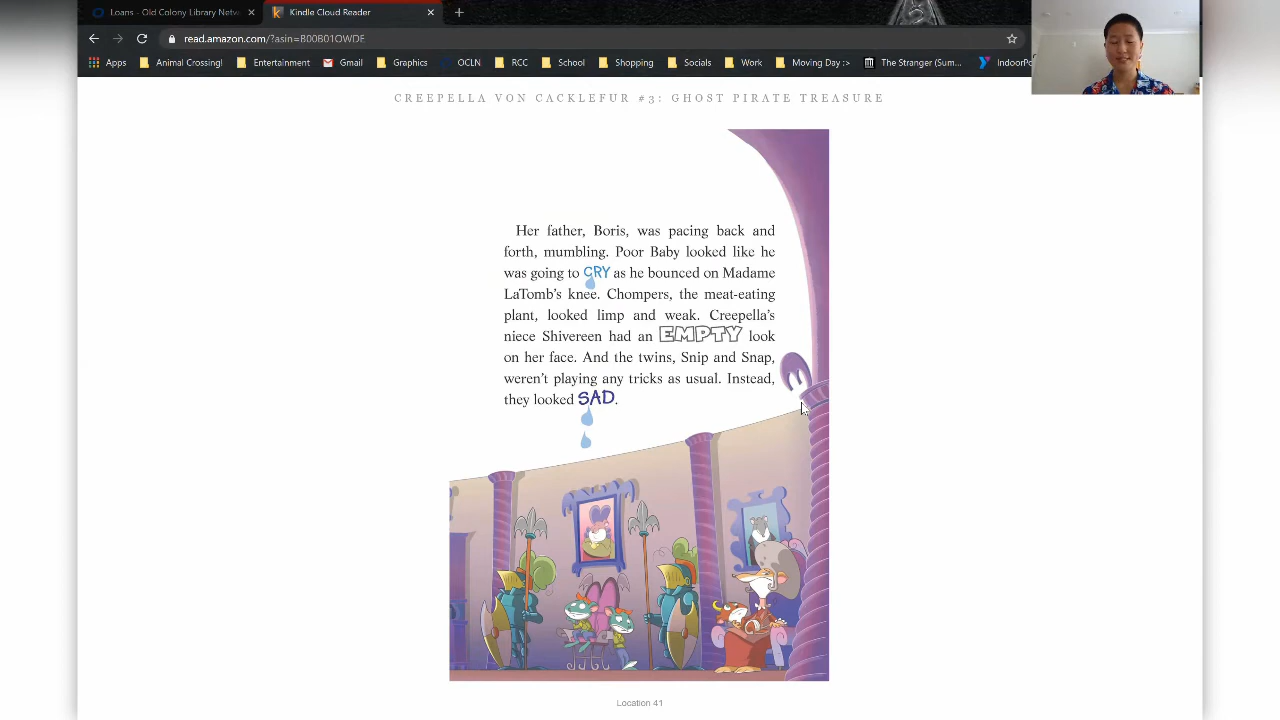 Loans - Old Colony Library Netw
Kindle Cloud Reader
read.amazon.com/?asin=B00B01OWDE
Apps Animal Crossing! Entertainment Gmail Graphics OCLN RCC School Shopping Socials Work Moving Day :> The Stranger (Sum... IndoorPo
CREEPELLA VON CACKLEFUR #3: GHOST PIRATE TREASURE
Her father, Boris, was pacing back and
forth, mumbling. Poor Baby looked like he
was going to CRY as he bounced on Madame
LaTomb's knee. Chompers, the meat-eating
plant, looked limp and weak. Creepella's
niece Shivereen had an EMPTY look
on her face. And the twins, Snip and Snap,
weren't playing any tricks as usual. Instead,
they looked SAD.
Location 41